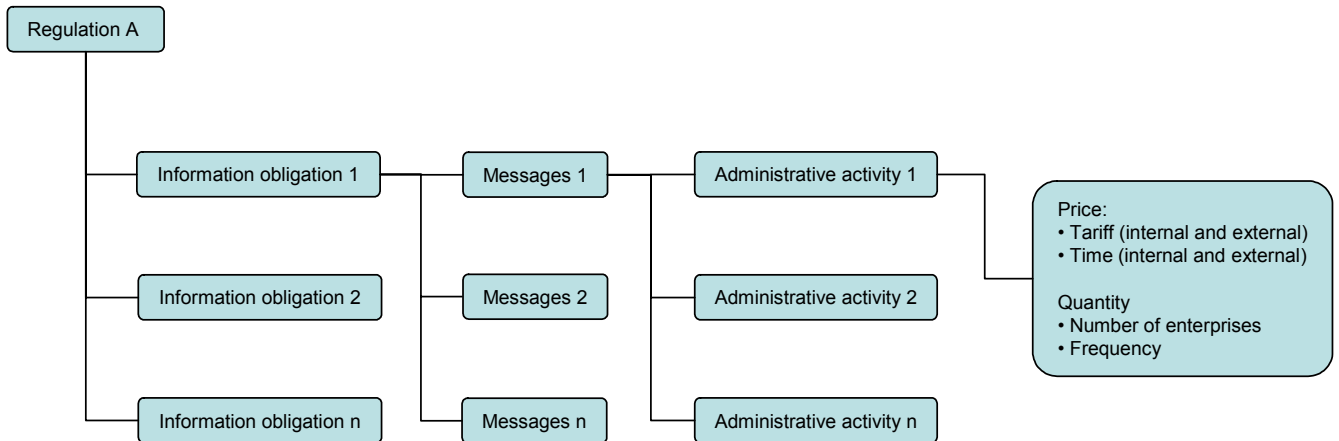 Regulation A
Information obligation 1
Messages 1
Administrative activity 1
Price:
• Tariff (internal and external)
• Time (internal and external)
Quantity
• Number of enterprises
• Frequency
Information obligation 2
Messages 2
Administrative activity 2
Information obligation n
Messages n
Administrative activity n